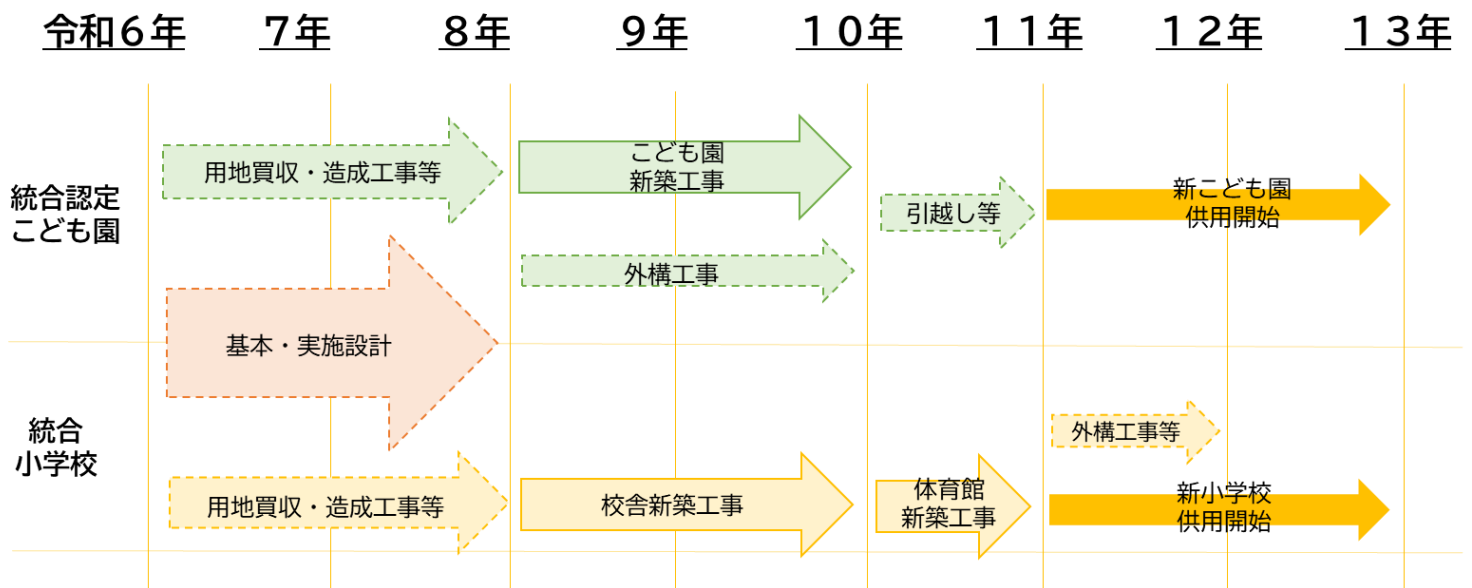 令和６年 ７年 ８年 ９年 １０年 １１年 １２年 １３年
統合認定
こども園
用地買収・造成工事等
こども園
新築工事
外構工事
引越し等
新こども園
供用開始
基本・実施設計
統合
小学校
用地買収・造成工事等
校舎新築工事
体育館
新築工事
外構工事等
新小学校
供用開始